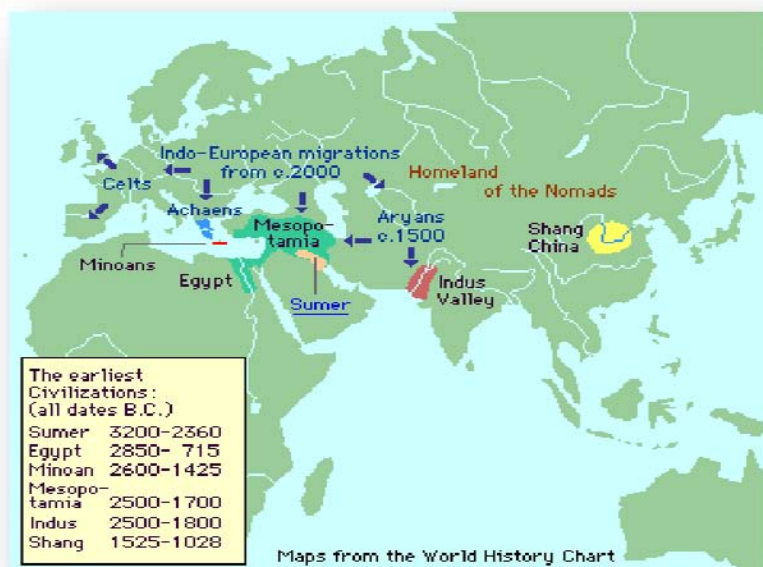 Indo-European migrations
from c.2000
Celts
Achaens
Homeland
of the Nomads
Mesopo-
tamia
Aryans
c.1500
Shang
China
Minoans
Egypt
Sumer
Indus
Valley
The earliest
Civilizations:
(all dates B.C.)
Sumer 3200-2360
Egypt 2850- 715
Minoan 2600-1425
Mesopo-
tamia 2500-1700
Indus 2500-1800
Shang 1525-1028
Maps from the World History Chart